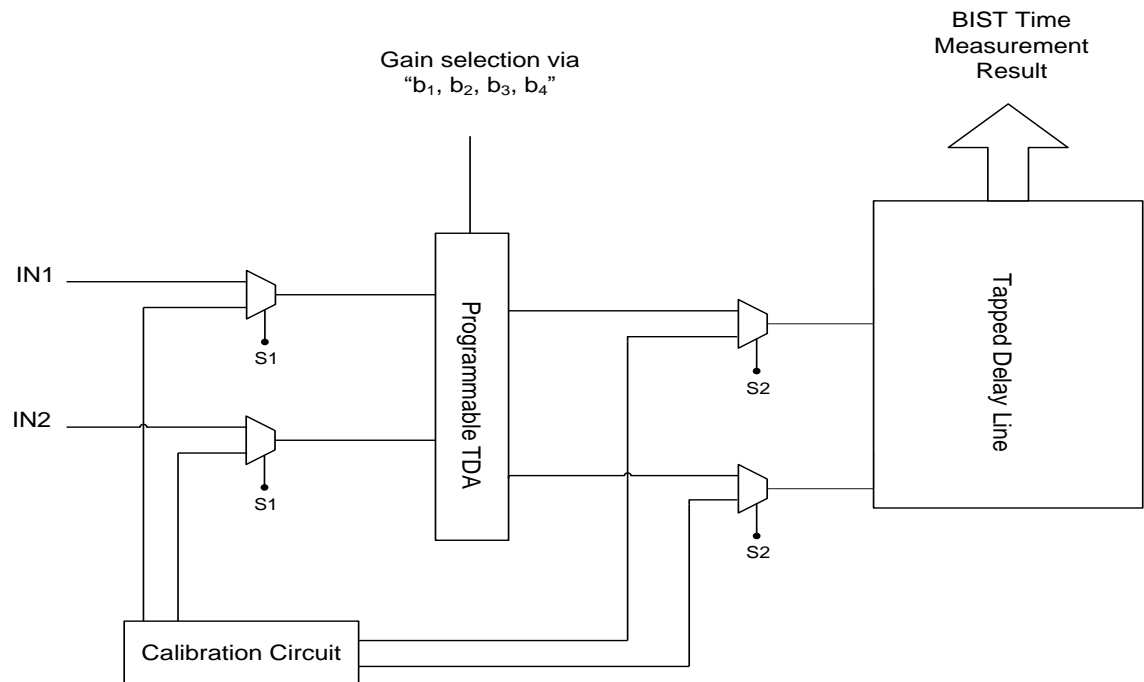 BIST Time
Measurement
Result
Gain selection via
“b₁, b₂, b₃, b₄”
IN1
S1
IN2
S1
Programmable TDA
S2
S2
Tapped Delay Line
Calibration Circuit